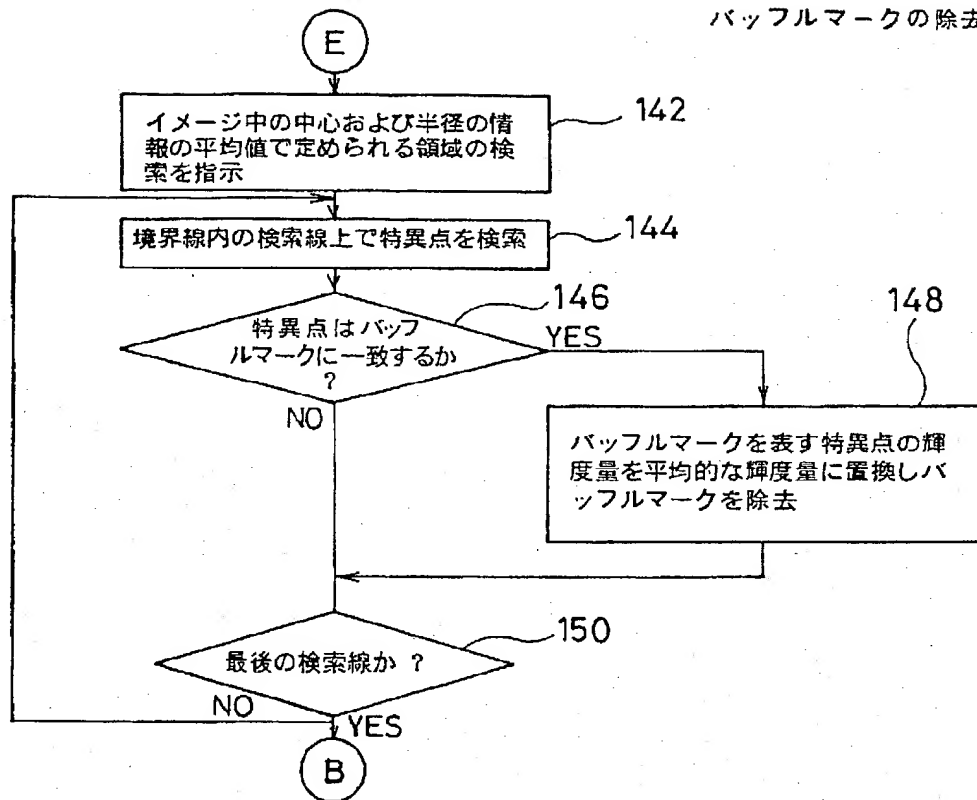 バッフルマークの除去
E
イメージ中の中心および半径の情
報の平均値で定められる領域の検
索を指示
142
境界線内の検索線上で特異点を検索
144
特異点はバッフ
ルマークに一致するか
?
146
YES
NO
148
バッフルマークを表す特異点の輝
度量を平均的な輝度量に置換しバ
ッフルマークを除去
最後の検索線か ?
150
NO
YES
B